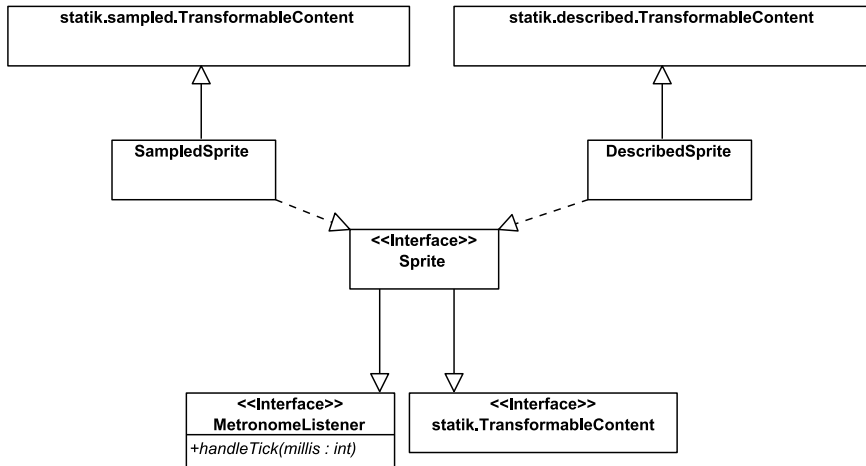 statik.sampled.TransformableContent
statik.described.TransformableContent
SampledSprite
DescribedSprite
<<Interface>>
Sprite
<<Interface>>
MetronomeListener
+handleTick(millis : int)
<<Interface>>
statik.TransformableContent